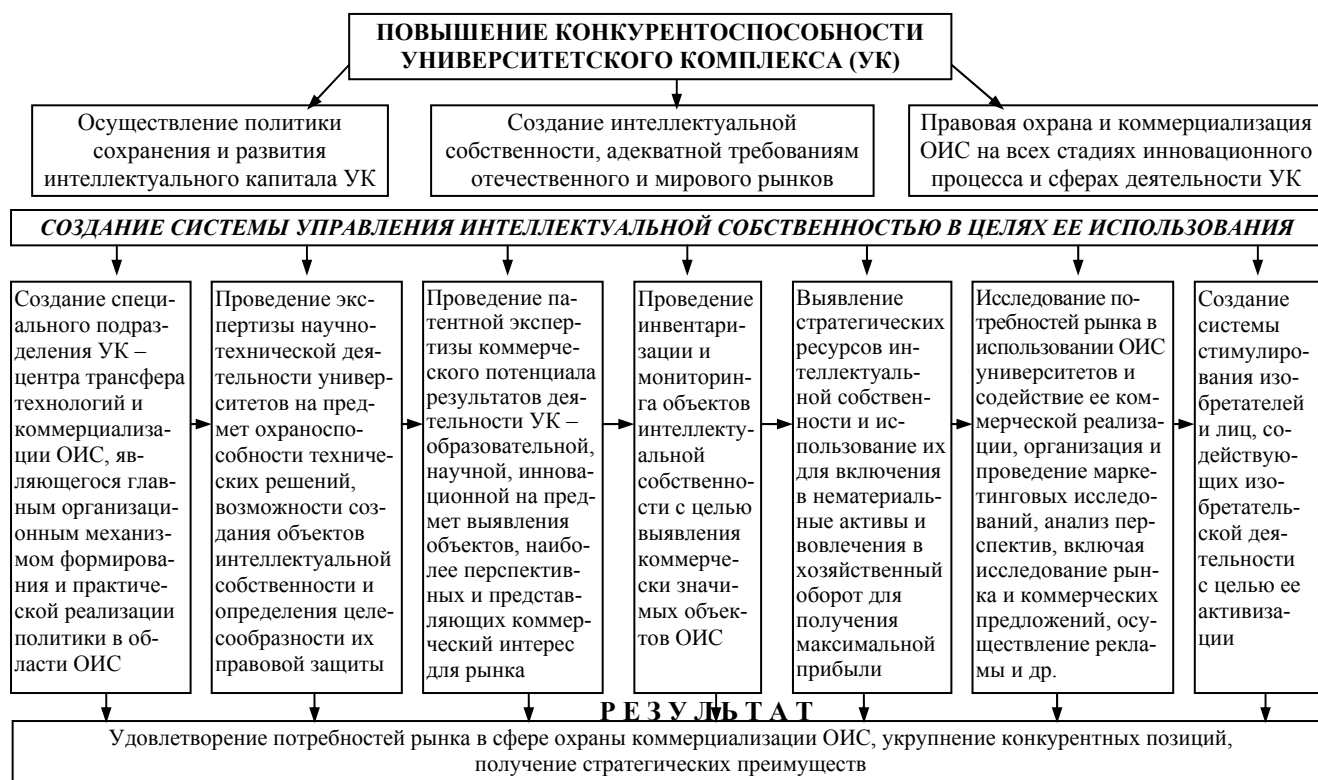 ПОВЫШЕНИЕ КОНКУРЕНТОСПОСОБНОСТИ
УНИВЕРСИТЕТСКОГО КОМПЛЕКСА (УК)
Осуществление политики
сохранения и развития
интеллектуального капитала УК
Создание интеллектуальной
собственности, адекватной требованиям
отечественного и мирового рынков
Правовая охрана и коммерциализация
ОИС на всех стадиях инновационного
процесса и сферах деятельности УК
СОЗДАНИЕ СИСТЕМЫ УПРАВЛЕНИЯ ИНТЕЛЛЕКТУАЛЬНОЙ СОБСТВЕННОСТЬЮ В ЦЕЛЯХ ЕЕ ИСПОЛЬЗОВАНИЯ
Создание специ-
ального подраз-
деления УК –
центра трансфера
технологий и
коммерциализа-
ции ОИС, яв-
ляющегося глав-
ным организаци-
онным механиз-
мом формирова-
ния и практиче-
ской реализации
политики в об-
ласти ОИС
Проведение экс-
пертизы научно-
технической дея-
тельности универ-
ситетов на пред-
мет охраноспо-
собности техниче-
ских решений,
возможности соз-
дания объектов
интеллектуальной
собственности и
определения целе-
сообразности их
правовой защиты
Проведение па-
тентной экспер-
тизы коммерче-
ского потенциала
результатов дея-
тельности УК –
образовательной,
научной, иннова-
ционной на пред-
мет выявления
объектов, наибо-
лее перспектив-
ных и представ-
ляющих коммер-
ческий интерес
для рынка
Проведение
инвентари-
зации и
мониторин-
га объектов
интеллекту-
альной
собственно-
сти с целью
выявления
коммерче-
ски значи-
мых объек-
тов ОИС
Выявление
стратегических
ресурсов ин-
теллектуаль-
ной собствен-
ности и ис-
пользование их
для включения
в нематериаль-
ные активы и
вовлечения в
хозяйственный
оборот для
получения
максимальной
прибыли
Исследование по-
требностей рынка в
использовании ОИС
университетов и
содействие ее ком-
мерческой реализа-
ции, организация и
проведение марке-
тинговых исследо-
ваний, анализ пер-
спектив, включая
исследование рын-
ка и коммерческих
предложений, осу-
ществление рекла-
мы и др.
Создание
системы
стимулиро-
вания изо-
бретателей
и лиц, со-
действую-
щих изо-
бретатель-
ской дея-
тельности
с целью ее
активиза-
ции
Р Е З У Л Ь Т А Т
Удовлетворение потребностей рынка в сфере охраны коммерциализации ОИС, укрупнение конкурентных позиций,
получение стратегических преимуществ